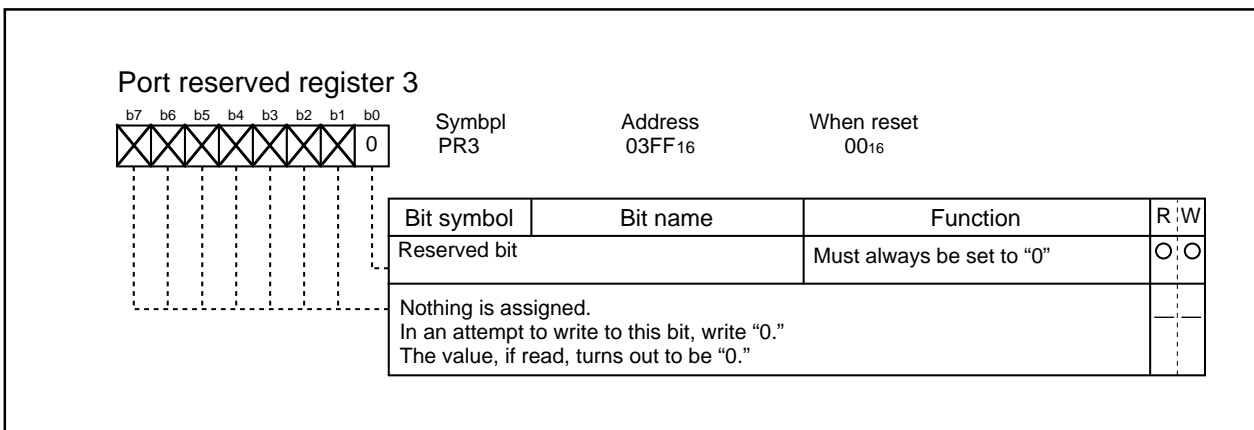 Port reserved register 3
b7 b6 b5 b4 b3 b2 b1 b0
0
Symbpl Address When reset
PR3 03FF16 0016
Bit symbol Bit name Function R W
Reserved bit Must always be set to “0”
Nothing is assigned.
In an attempt to write to this bit, write “0.”
The value, if read, turns out to be “0.”